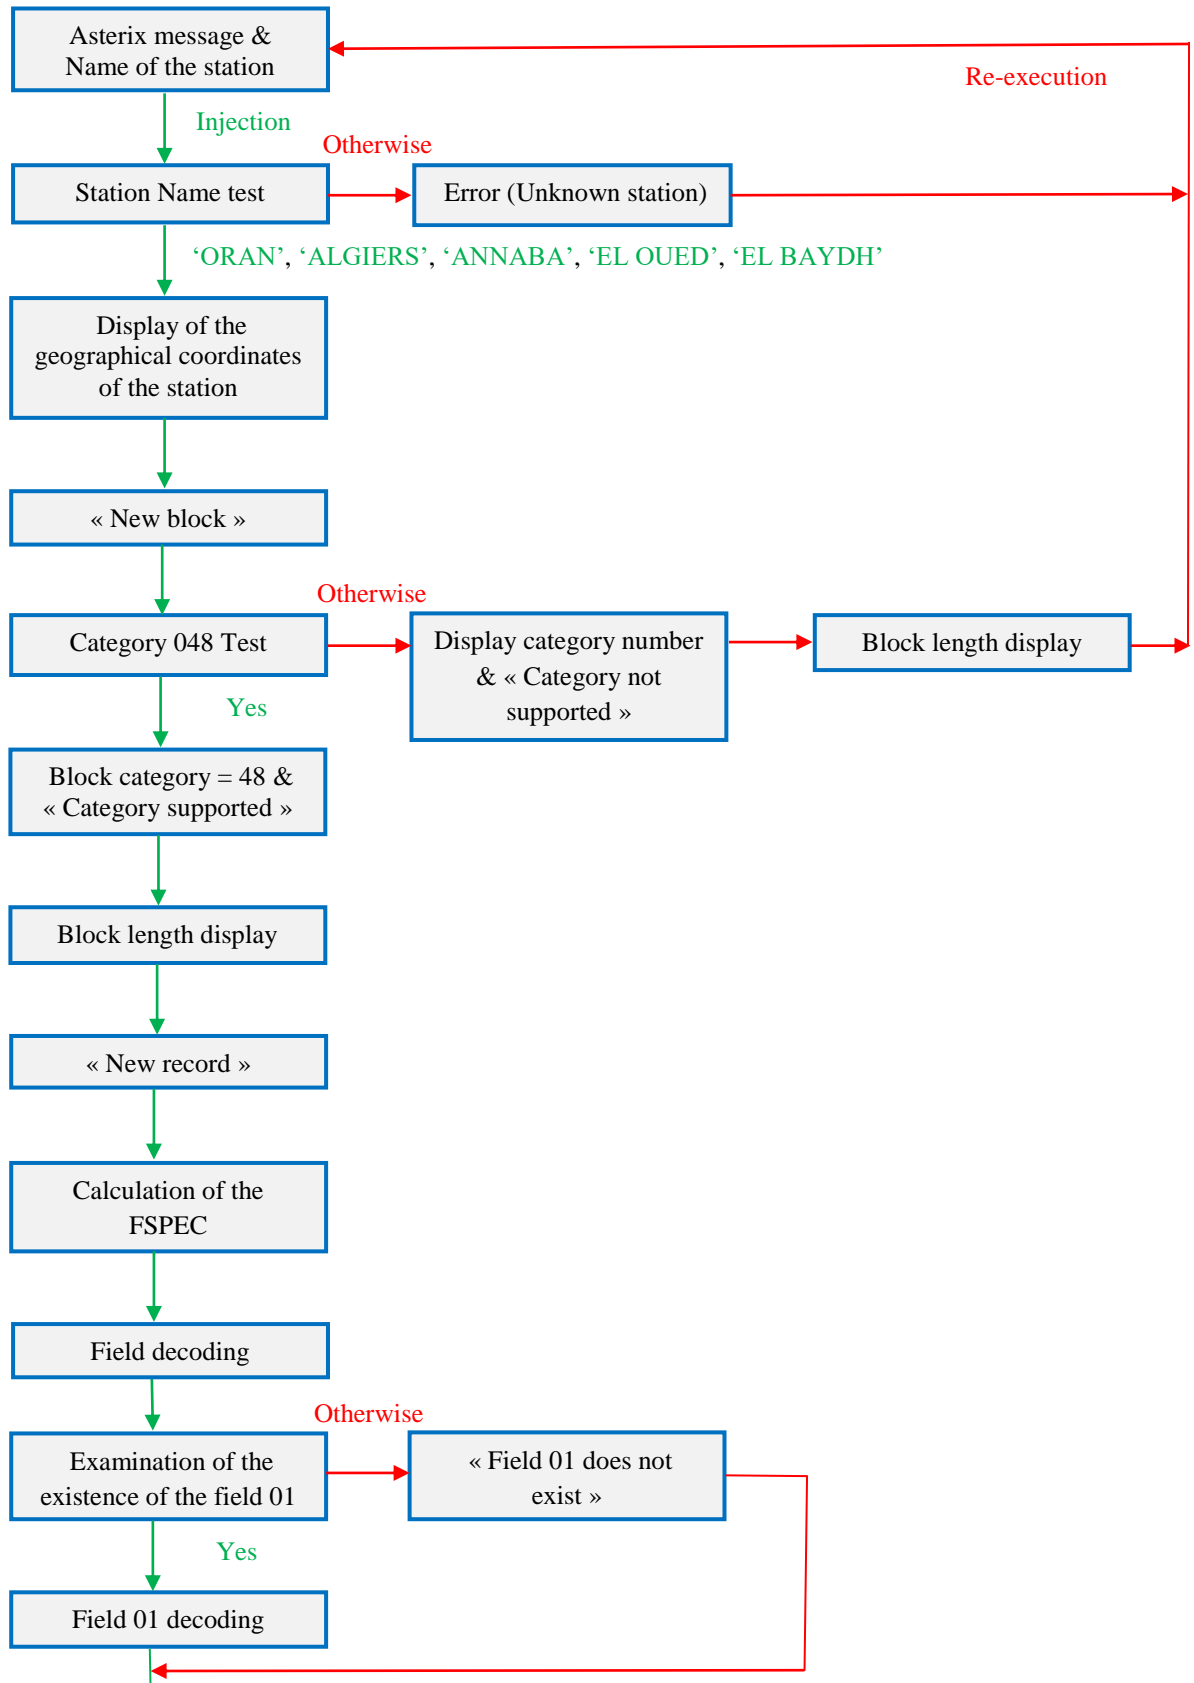 Asterix message &
Name of the station
Re-execution
Injection
Otherwise
Station Name test
Error (Unknown station)
‘ORAN’, ‘ALGIERS’, ‘ANNABA’, ‘EL OUED’, ‘EL BAYDH’
Display of the
geographical coordinates
of the station
« New block »
Otherwise
Category 048 Test
Display category number
& « Category not
supported »
Block length display
Yes
Block category = 48 &
« Category supported »
Block length display
« New record »
Calculation of the
FSPEC
Field decoding
Otherwise
Examination of the
existence of the field 01
« Field 01 does not
exist »
Yes
Field 01 decoding